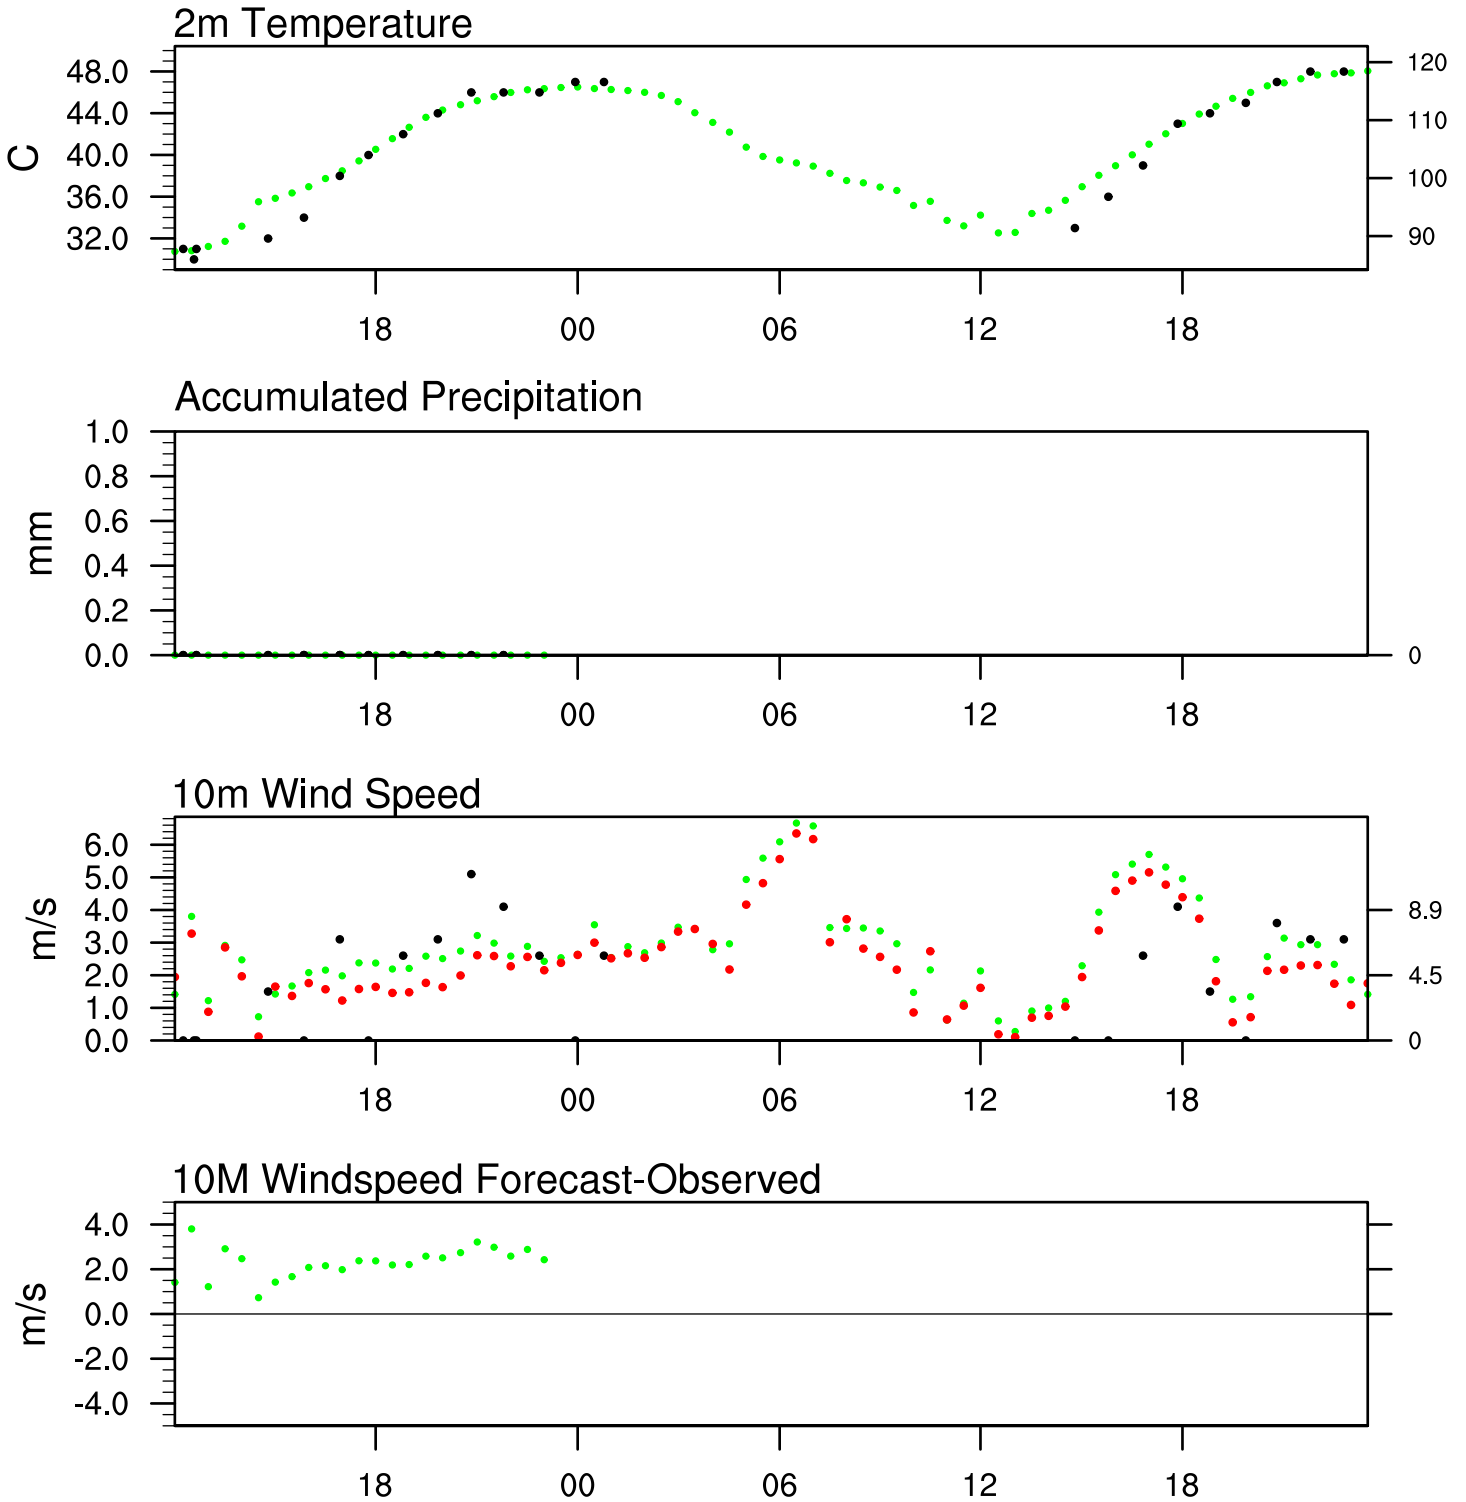 2m Temperature
48.0
44.0
40.0
36.0
32.0
C
120
110
100
90
18 00 06 12 18
Accumulated Precipitation
1.0
0.8
0.6
0.4
0.2
0.0
mm
0
18 00 06 12 18
10m Wind Speed
6.0
5.0
4.0
3.0
2.0
1.0
0.0
m/s
8.9
4.5
0
18 00 06 12 18
10M Windspeed Forecast-Observed
4.0
2.0
0.0
-2.0
-4.0
m/s
18 00 06 12 18